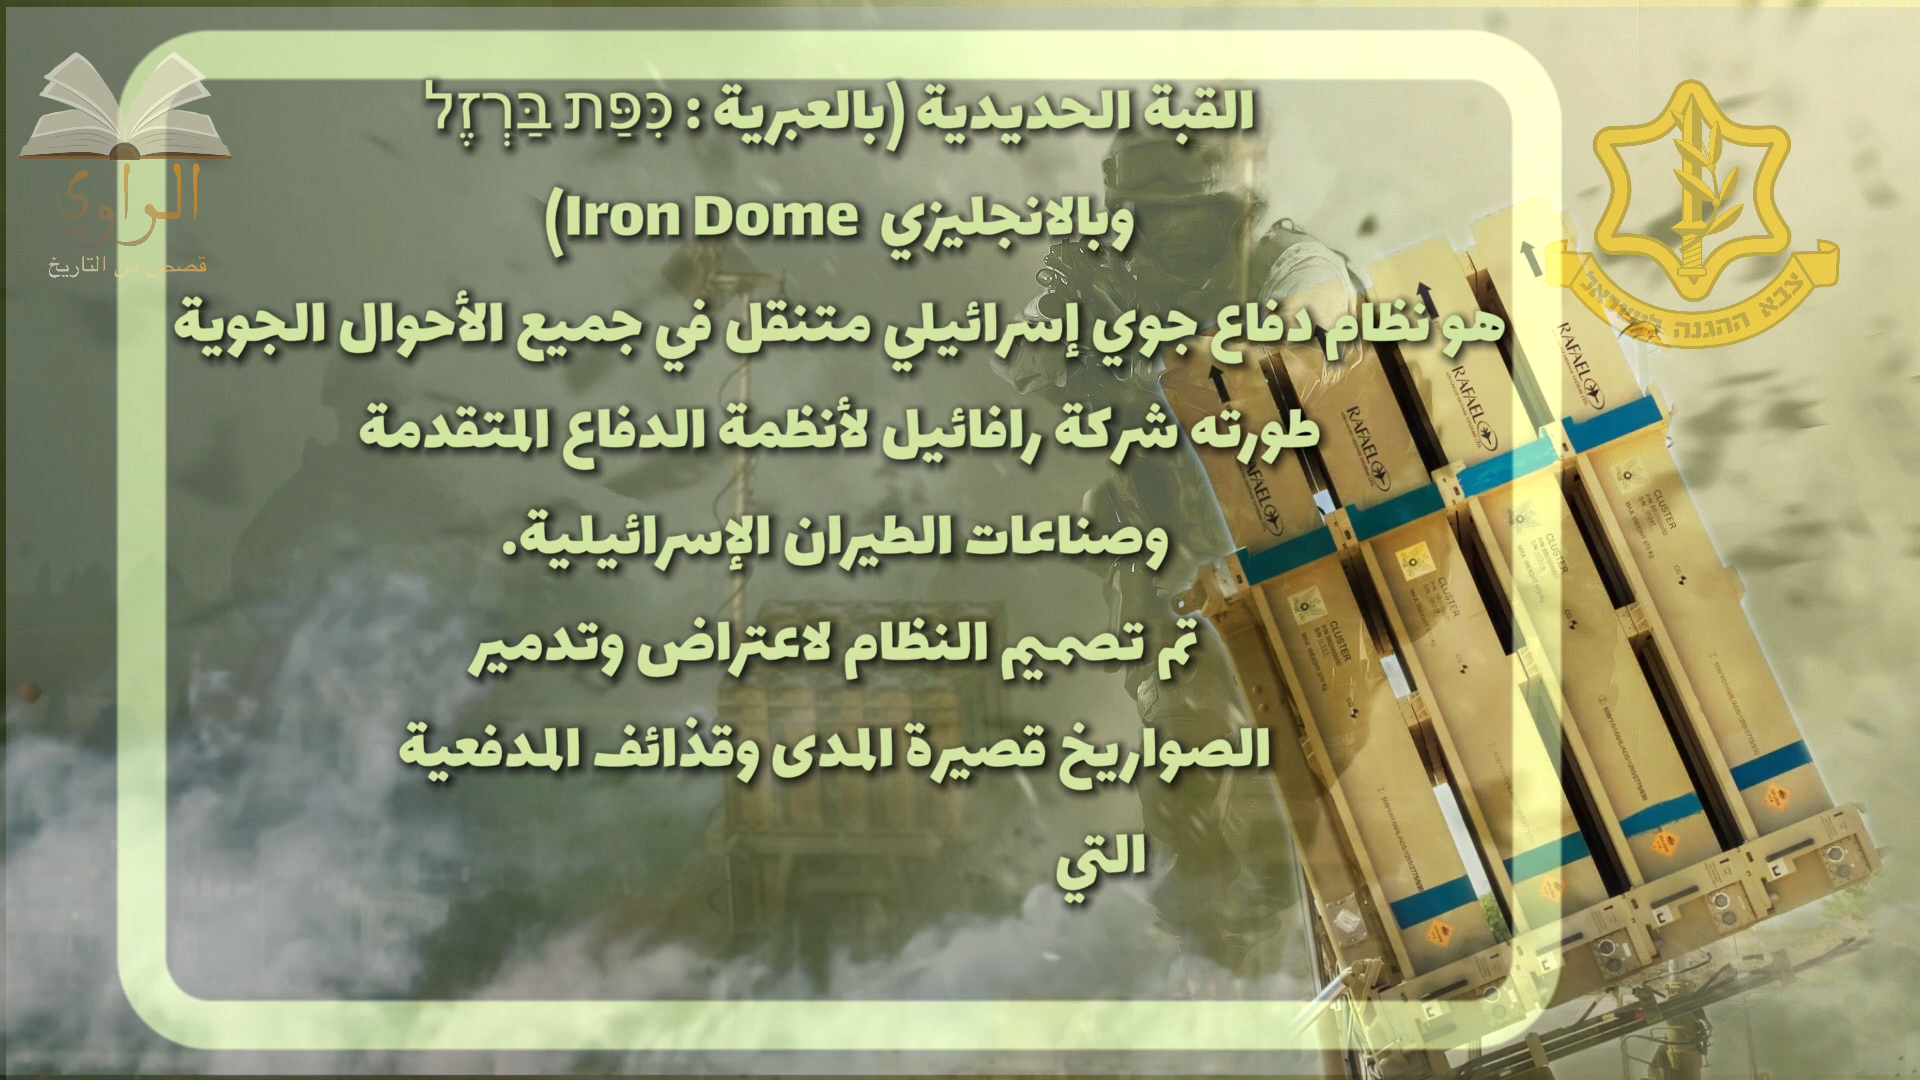 القبة الحديدية (بالعبرية : כִּפַּת בַּרְזֶל
وبالانجليزي Iron Dome)
هو نظام دفاع جوي إسرائيلي متنقل في جميع الأحوال الجوية
طورته شركة رافائيل لأنظمة الدفاع المتقدمة
وصناعات الطيران الإسرائيلية.
تم تصميم النظام لاعتراض وتدمير
الصواريخ قصيرة المدى وقذائف المدفعية
التي
الراوي
قصص من التاريخ
צבא ההגנה לישראל
RAFAEL
RAFAEL
RAFAEL
RAFAEL
CLUSTER
CLUSTER
CLUSTER
CLUSTER